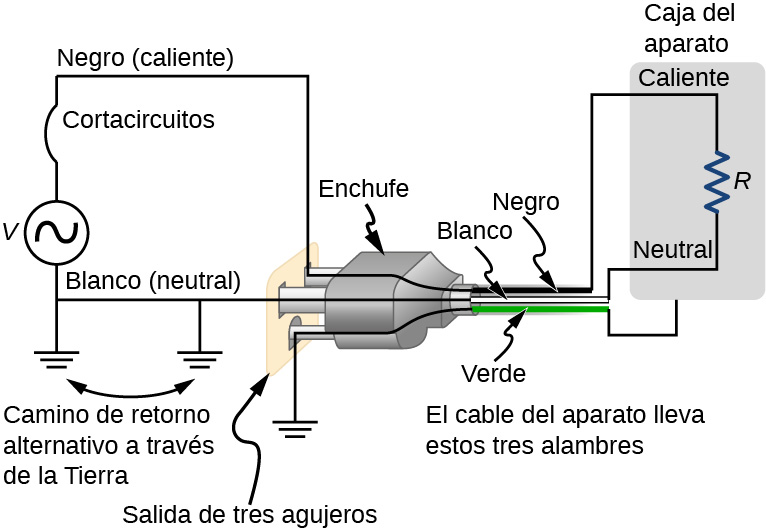 Caja del
aparato
Negro (caliente)
Caliente
Cortacircuitos
Enchufe
R
Negro
V
Blanco
Neutral
Blanco (neutral)
Verde
Camino de retorno
alternativo a través
de la Tierra
El cable del aparato lleva
estos tres alambres
Salida de tres agujeros